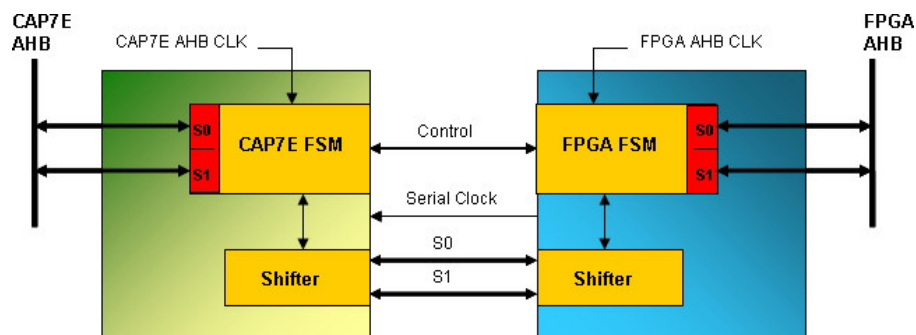 CAP7E
AHB
CAP7E AHB CLK
FPGA AHB CLK
FPGA
AHB
S0
S1
CAP7E FSM
Control
FPGA FSM
S0
S1
Serial Clock
S0
S1
Shifter
Shifter